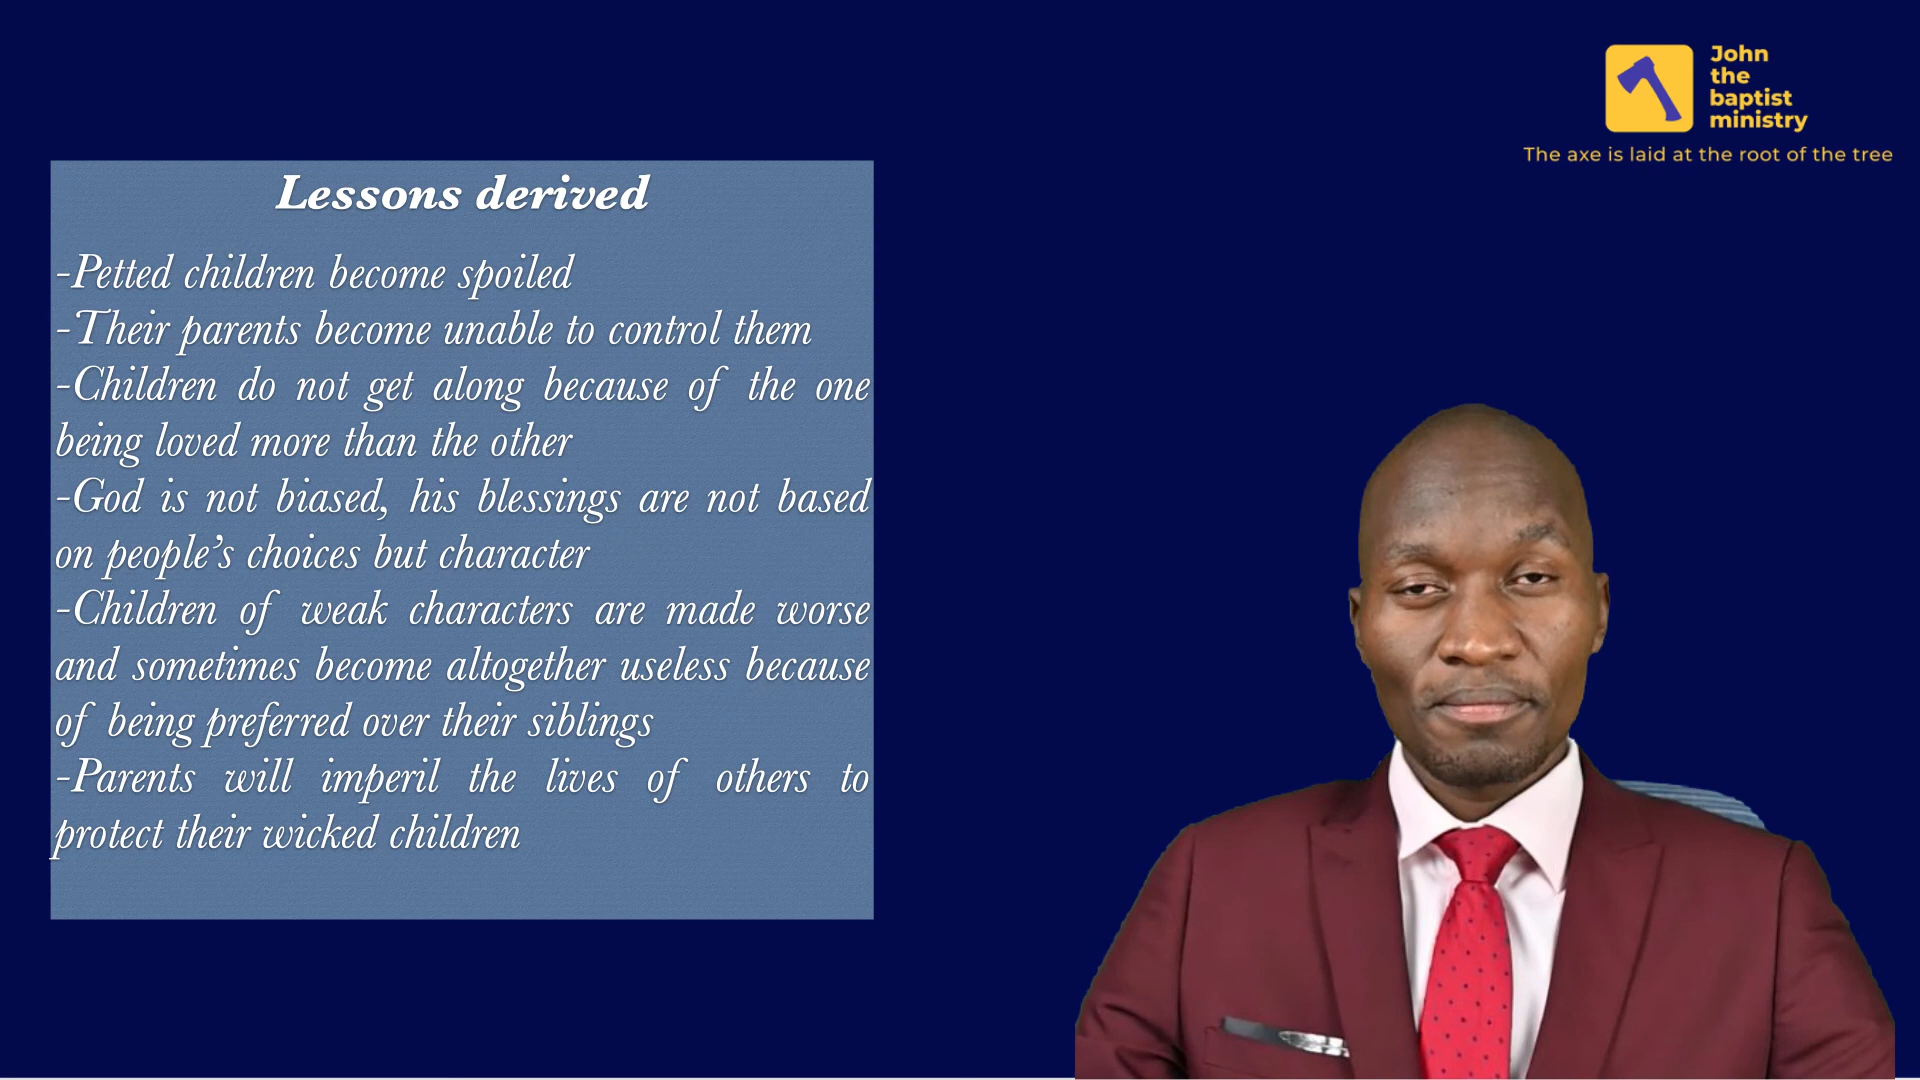 John
the
baptist
ministry
The axe is laid at the root of the tree
Lessons derived
-Petted children become spoiled
-Their parents become unable to control them
-Children do not get along because of the one
being loved more than the other
-God is not biased, his blessings are not based
on people’s choices but character
-Children of weak characters are made worse
and sometimes become altogether useless because
of being preferred over their siblings
-Parents will imperil the lives of others to
protect their wicked children